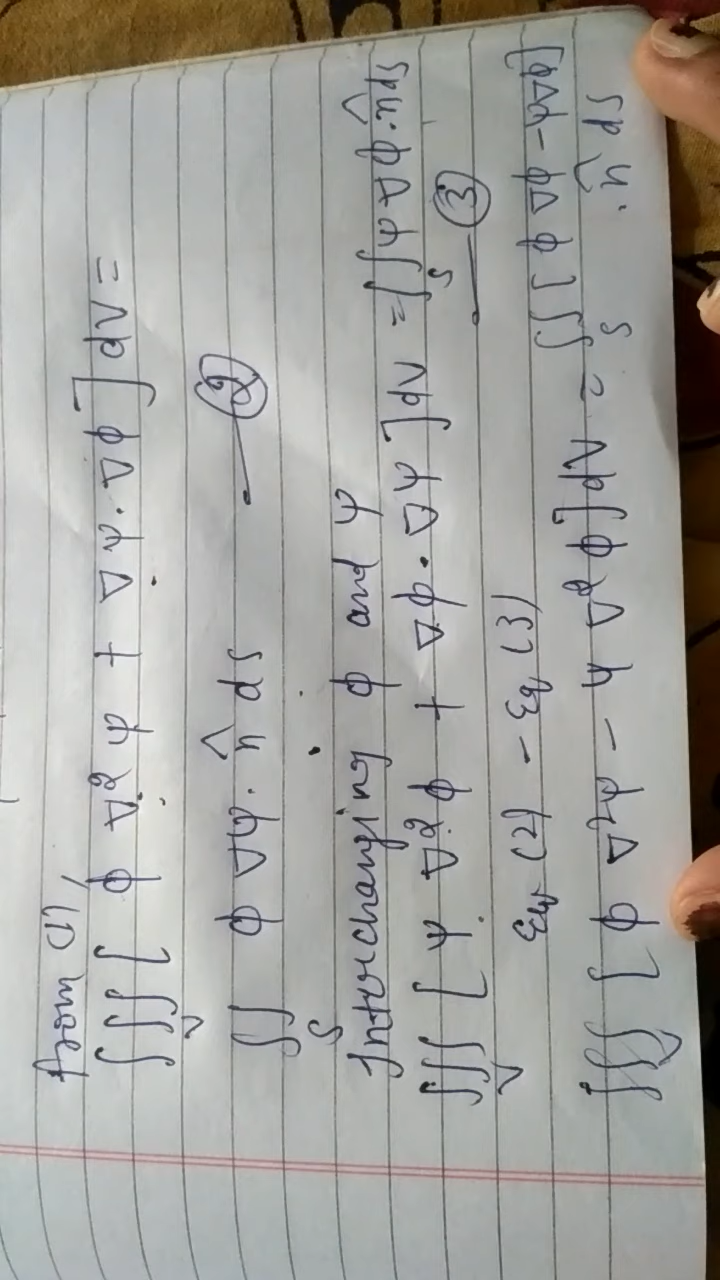 from (1),
∭_V [ϕ ∇²ψ + ∇ψ·∇ϕ] dV =
∬_S ϕ ∇ψ·n̂ ds — ②
Interchanging ϕ and ψ
∭_V [ψ ∇²ϕ + ∇ϕ·∇ψ] dV = ∬_S ψ ∇ϕ·n̂ ds
— ③
Eq (2) - Eq (3)
∭_V [ϕ ∇²ψ - ψ ∇²ϕ] dV = ∬_S [ϕ ∇ψ - ψ∇ϕ]
. n̂ ds